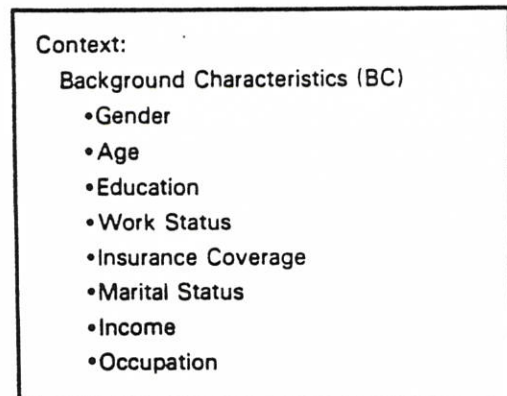 Context:
Background Characteristics (BC)
•Gender
•Age
•Education
•Work Status
•Insurance Coverage
•Marital Status
•Income
•Occupation